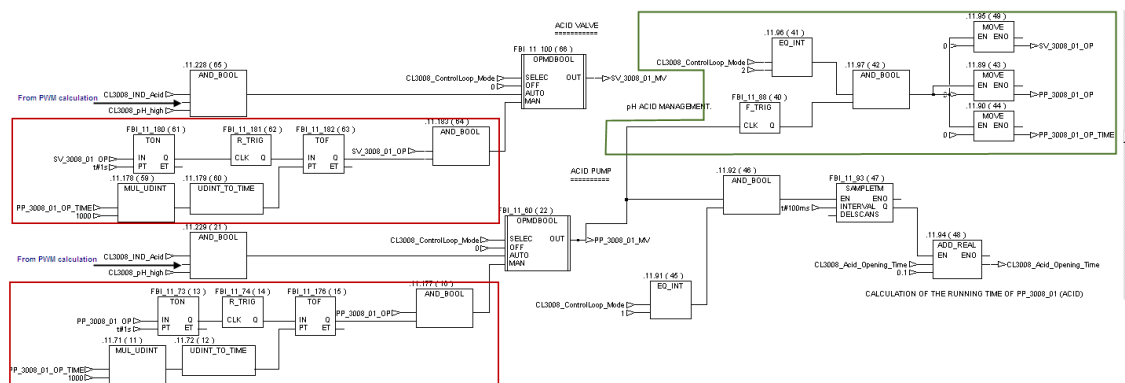 ACID VALVE
==========
.11.228 ( 65)
AND_BOOL
CL3008_IND_Acid
From PWM calculation
CL3008_pH_high
FBI_11_100 ( 66)
OPMDBOOL
CL3008_ControlLoop_Mode
0
SELEC OUT
OFF
AUTO
MAN
SV_3008_01_MV
.11.95 ( 49)
MOVE
EN ENO
0
SV_3008_01_OP
.11.96 ( 41)
EQ_INT
CL3008_ControlLoop_Mode
2
.11.97 ( 42)
AND_BOOL
.11.89 ( 43)
MOVE
EN ENO
PP_3008_01_OP
.11.90 ( 44)
MOVE
EN ENO
0
PP_3008_01_OP_TIME
pH ACID MANAGEMENT.
FBI_11_88 ( 40)
F_TRIG
CLK Q
FBI_11_180 ( 61)
TON
IN Q
PT ET
SV_3008_01_OP
t#1s
FBI_11_181 ( 62)
R_TRIG
CLK Q
FBI_11_182 ( 63)
TOF
IN Q
PT ET
SV_3008_01_OP
.11.183 ( 64)
AND_BOOL
.11.178 ( 59)
MUL_UDINT
PP_3008_01_OP_TIME
1000
.11.179 ( 60)
UDINT_TO_TIME
ACID PUMP
=========
.11.229 ( 21)
AND_BOOL
CL3008_IND_Acid
From PWM calculation
CL3008_pH_high
FBI_11_60 ( 22)
OPMDBOOL
CL3008_ControlLoop_Mode
0
SELEC OUT
OFF
AUTO
MAN
PP_3008_01_MV
.11.92 ( 46)
AND_BOOL
FBI_11_93 ( 47)
SAMPLETM
EN ENO
INTERVAL Q
DELSCANS
t#100ms
.11.94 ( 48)
ADD_REAL
EN ENO
CL3008_Acid_Opening_Time
0.1
CL3008_Acid_Opening_Time
.11.91 ( 45)
EQ_INT
CL3008_ControlLoop_Mode
1
CALCULATION OF THE RUNNING TIME OF PP_3008_01 (ACID)
FBI_11_73 ( 13)
TON
IN Q
PT ET
PP_3008_01_OP
t#1s
FBI_11_74 ( 14)
R_TRIG
CLK Q
FBI_11_176 ( 15)
TOF
IN Q
PT ET
PP_3008_01_OP
AND_BOOL
.11.71 ( 11)
MUL_UDINT
PP_3008_01_OP_TIME
1000
.11.72 ( 12)
UDINT_TO_TIME